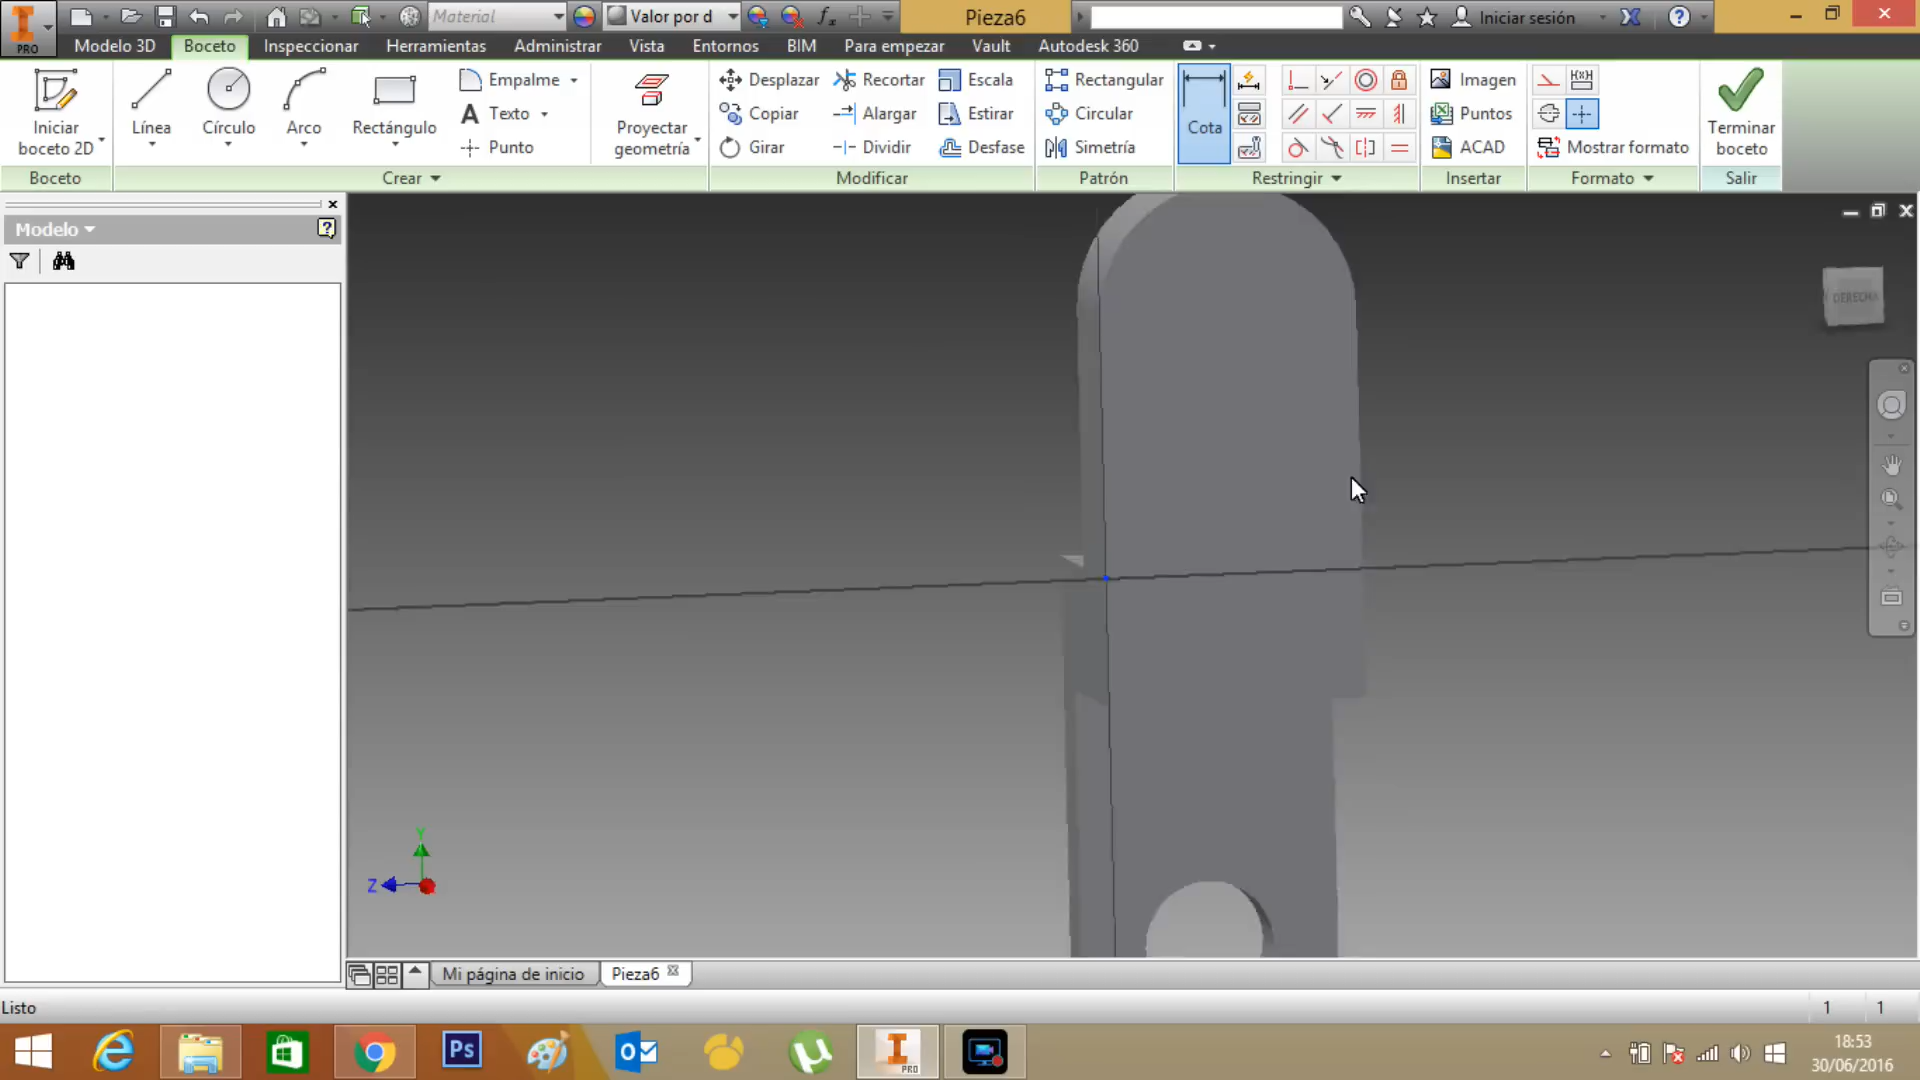 Material
Valor por d
Pieza6
Iniciar sesión
PRO
Modelo 3D
Boceto
Inspeccionar
Herramientas
Administrar
Vista
Entornos
BIM
Para empezar
Vault
Autodesk 360
Iniciar
boceto 2D
Línea
Círculo
Arco
Rectángulo
Empalme
Texto
Punto
Proyectar
geometría
Desplazar
Copiar
Girar
Recortar
Alargar
Dividir
Escala
Estirar
Desfase
Rectangular
Circular
Simetría
Cota
Imagen
Puntos
ACAD
Mostrar formato
Terminar
boceto
Boceto
Crear
Modificar
Patrón
Restringir
Insertar
Formato
Salir
Modelo
DERECHA
Y
Z
Mi página de inicio
Pieza6
Listo
1
1
Ps
PRO
18:53
30/06/2016